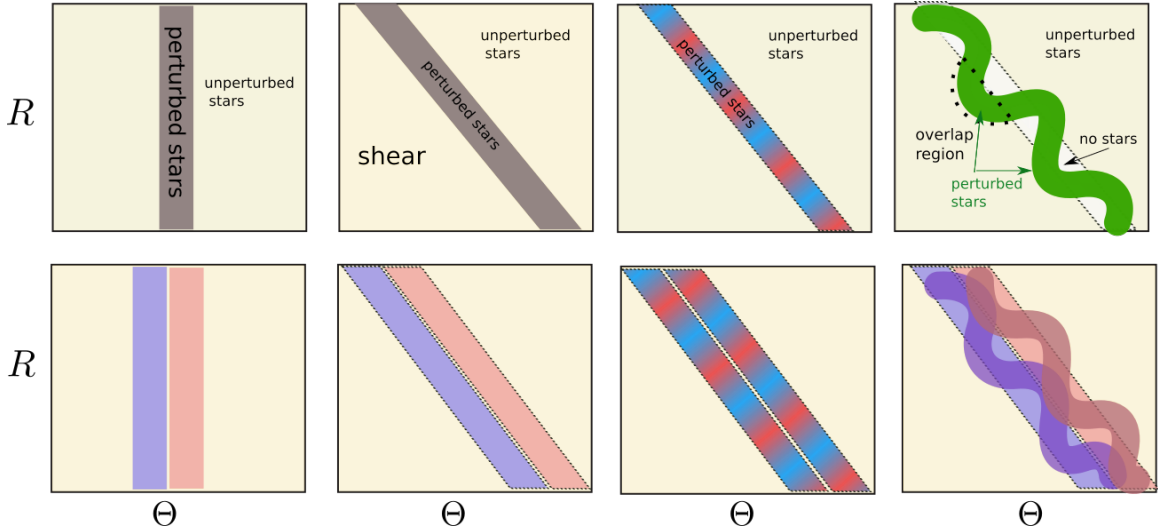 R
perturbed stars
unperturbed
stars
perturbed stars
unperturbed
stars
shear
perturbed stars
unperturbed
stars
unperturbed
stars
overlap
region
no stars
perturbed
stars
R
Θ
Θ
Θ
Θ